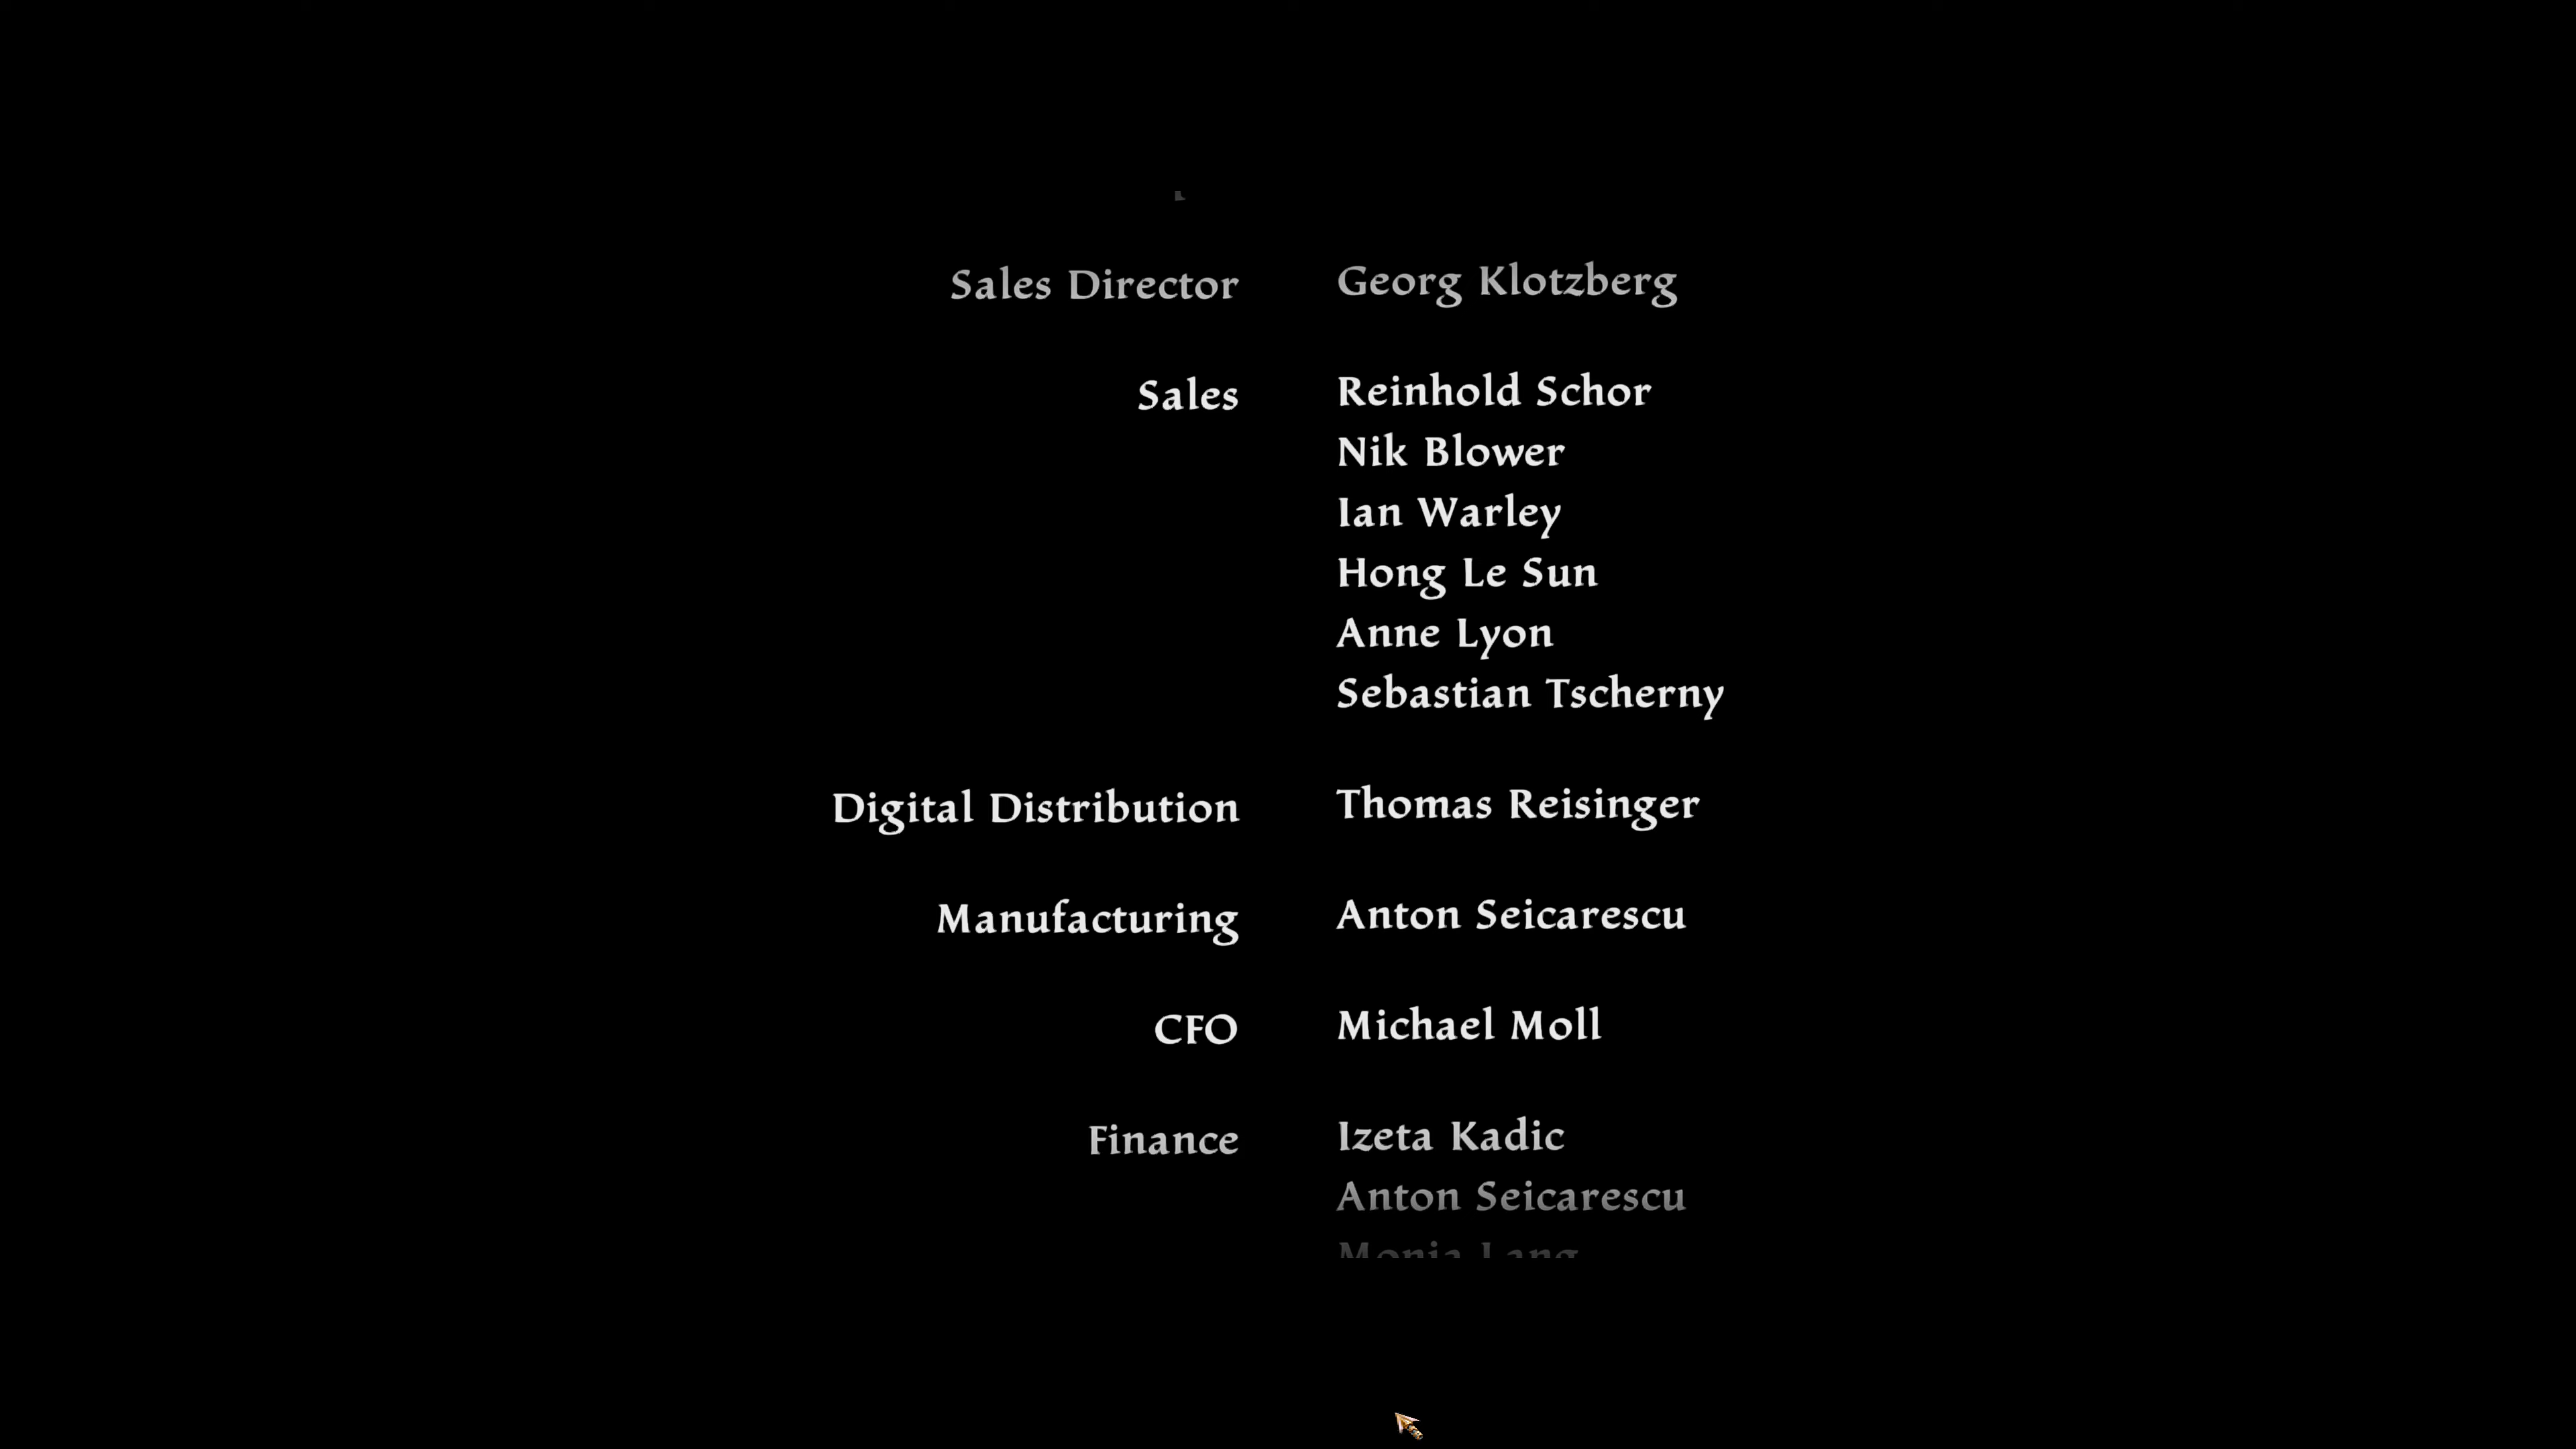 Sales Director Georg Klotzberg
Sales Reinhold Schor
Nik Blower
Ian Warley
Hong Le Sun
Anne Lyon
Sebastian Tscherny
Digital Distribution Thomas Reisinger
Manufacturing Anton Seicarescu
CFO Michael Moll
Finance Izeta Kadic
Anton Seicarescu
Lang